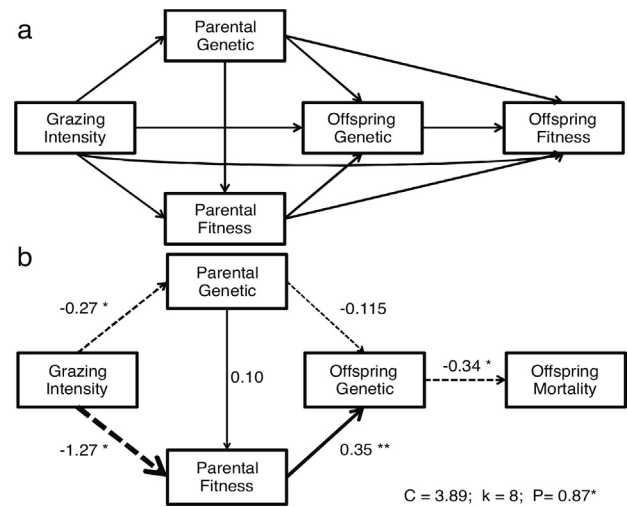 a
Parental
Genetic
Grazing
Intensity
Offspring
Genetic
Offspring
Fitness
Parental
Fitness
b
Parental
Genetic
-0.27 *
-0.115
Grazing
Intensity
0.10
Offspring
Genetic
-0.34 *
Offspring
Mortality
-1.27 *
Parental
Fitness
0.35 **
C = 3.89; k = 8; P= 0.87*